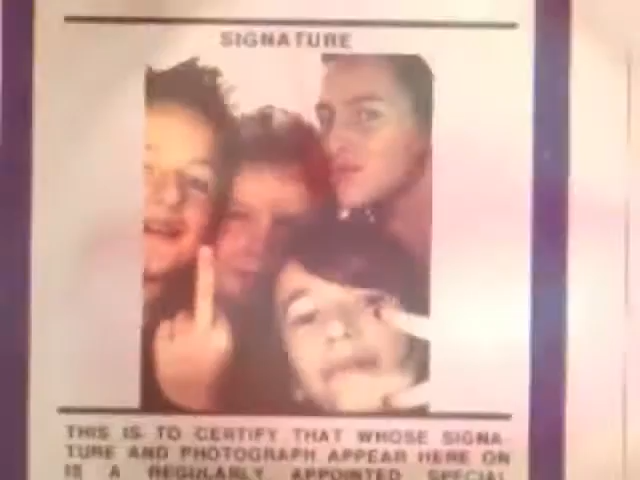 SIGNATURE
THIS IS TO CERTIFY THAT WHOSE SIGNA-
TURE AND PHOTOGRAPH APPEAR HERE ON
IS A REGULARLY APPOINTED SPECIAL